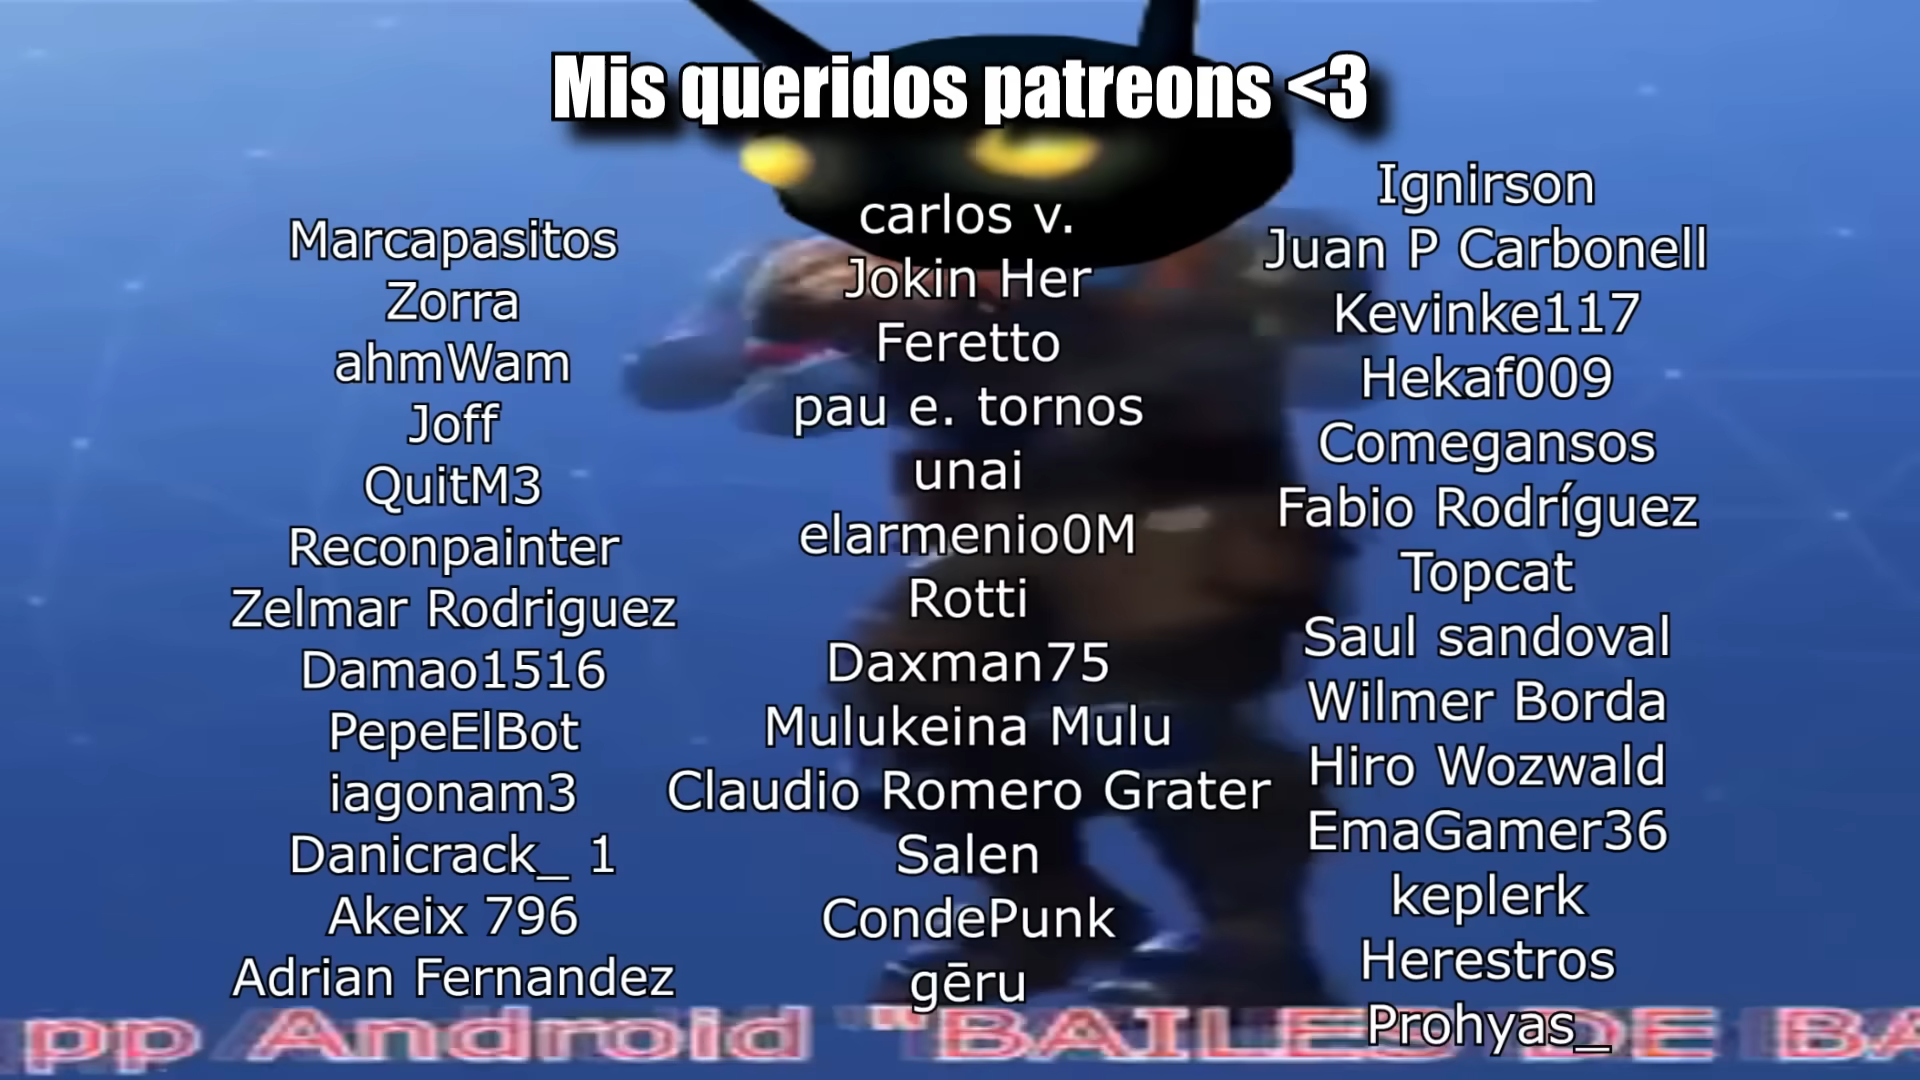 Mis queridos patreons <3
Marcapasitos
Zorra
ahmWam
Joff
QuitM3
Reconpainter
Zelmar Rodriguez
Damao1516
PepeElBot
iagonam3
Danicrack_ 1
Akeix 796
Adrian Fernandez
carlos v.
Jokin Her
Feretto
pau e. tornos
unai
elarmenio0M
Rotti
Daxman75
Mulukeina Mulu
Claudio Romero Grater
Salen
CondePunk
gēru
Ignirson
Juan P Carbonell
Kevinke117
Hekaf009
Comegansos
Fabio Rodríguez
Topcat
Saul sandoval
Wilmer Borda
Hiro Wozwald
EmaGamer36
keplerk
Herestros
Prohyas_
pp Android "BAILES DE BA